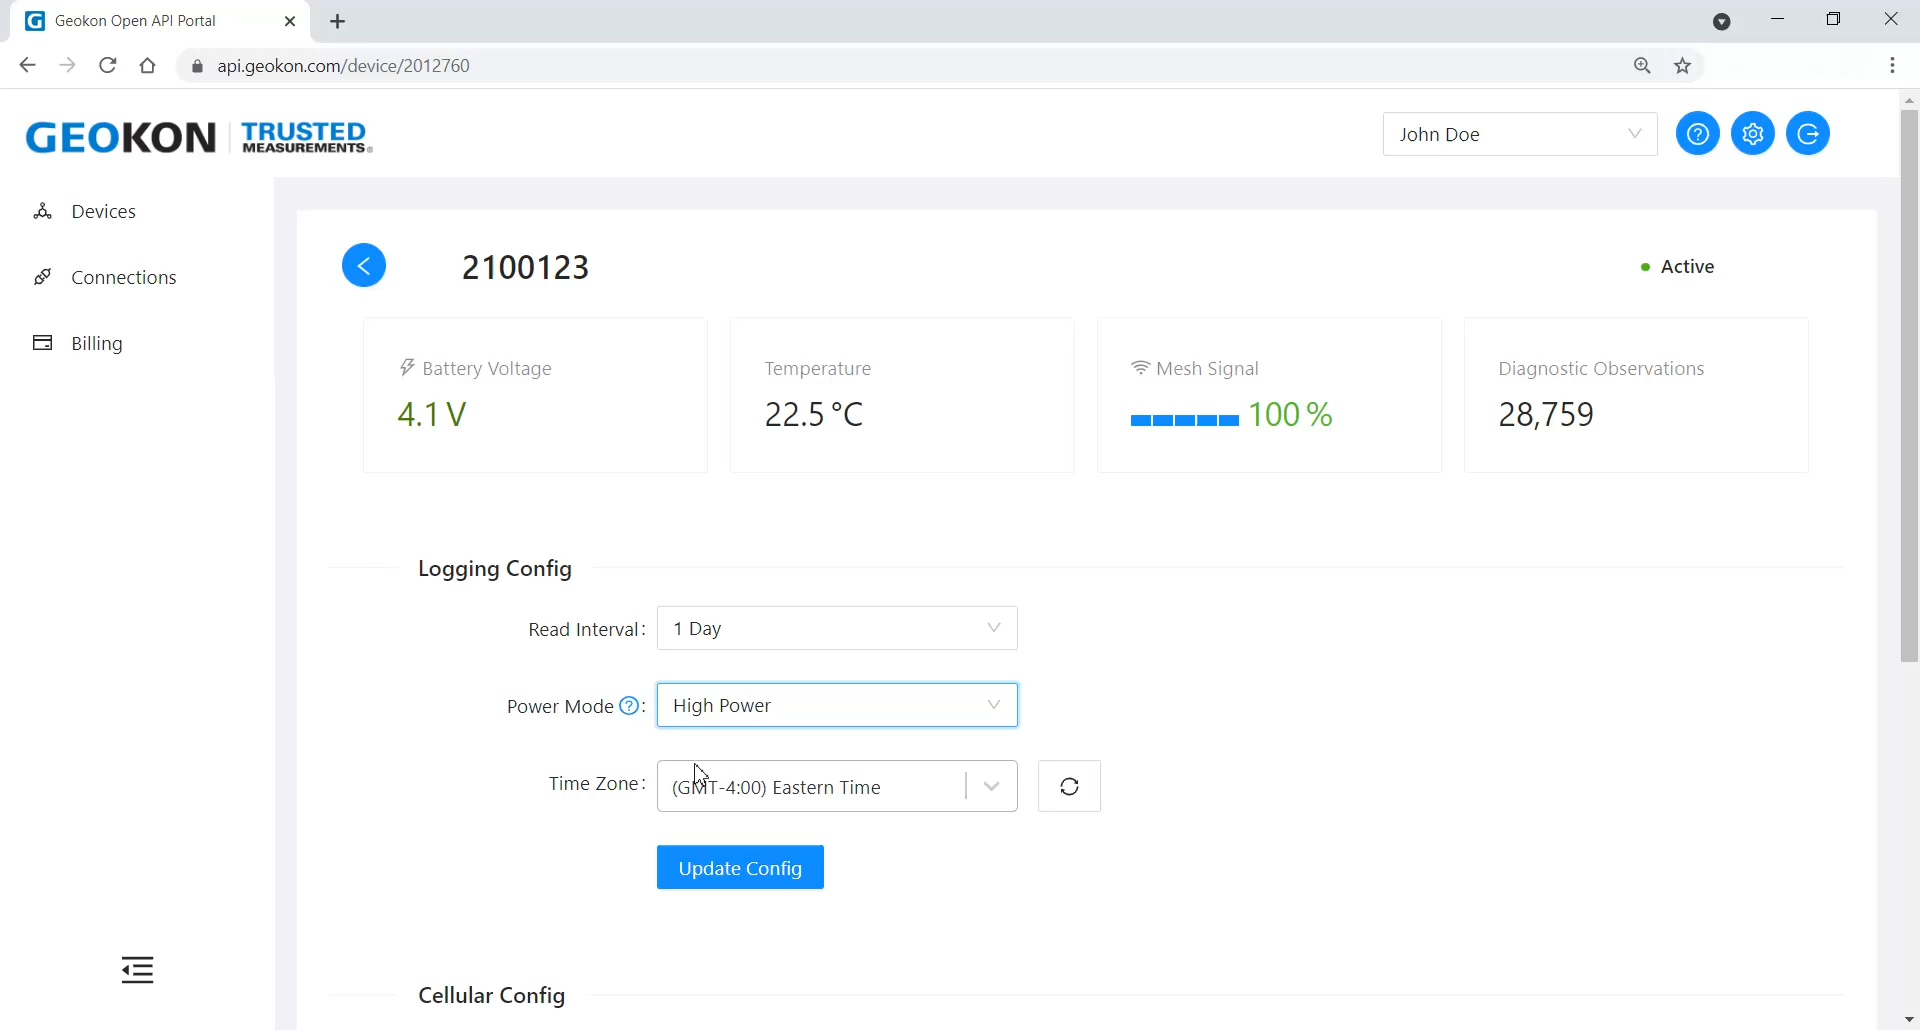 Geokon Open API Portal
api.geokon.com/device/2012760
GEOKON TRUSTED MEASUREMENTS®
John Doe
Devices
Connections
Billing
2100123
Active
Battery Voltage
4.1 V
Temperature
22.5 °C
Mesh Signal
100 %
Diagnostic Observations
28,759
Logging Config
Read Interval: 1 Day
Power Mode ?: High Power
Time Zone: (GMT-4:00) Eastern Time
Update Config
Cellular Config